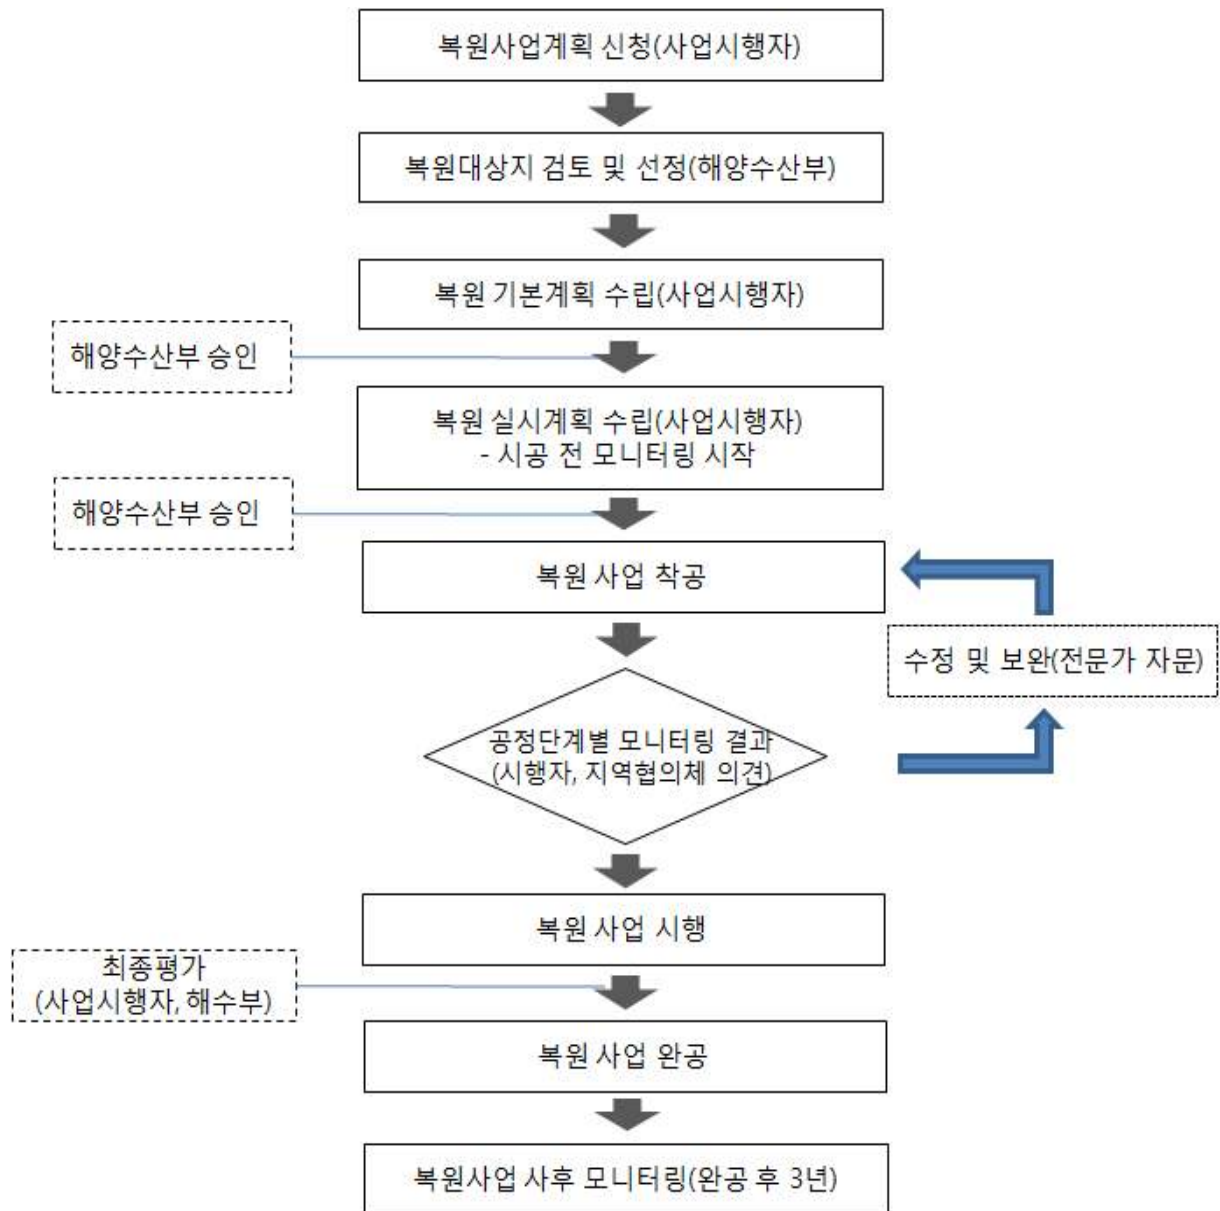 복원사업계획 신청(사업시행자)
복원대상지 검토 및 선정(해양수산부)
복원 기본계획 수립(사업시행자)
해양수산부 승인
복원 실시계획 수립(사업시행자)
- 시공 전 모니터링 시작
해양수산부 승인
복원 사업 착공
수정 및 보완(전문가 자문)
공정단계별 모니터링 결과
(시행자, 지역협의체 의견)
복원 사업 시행
최종평가
(사업시행자, 해수부)
복원 사업 완공
복원사업 사후 모니터링(완공 후 3년)